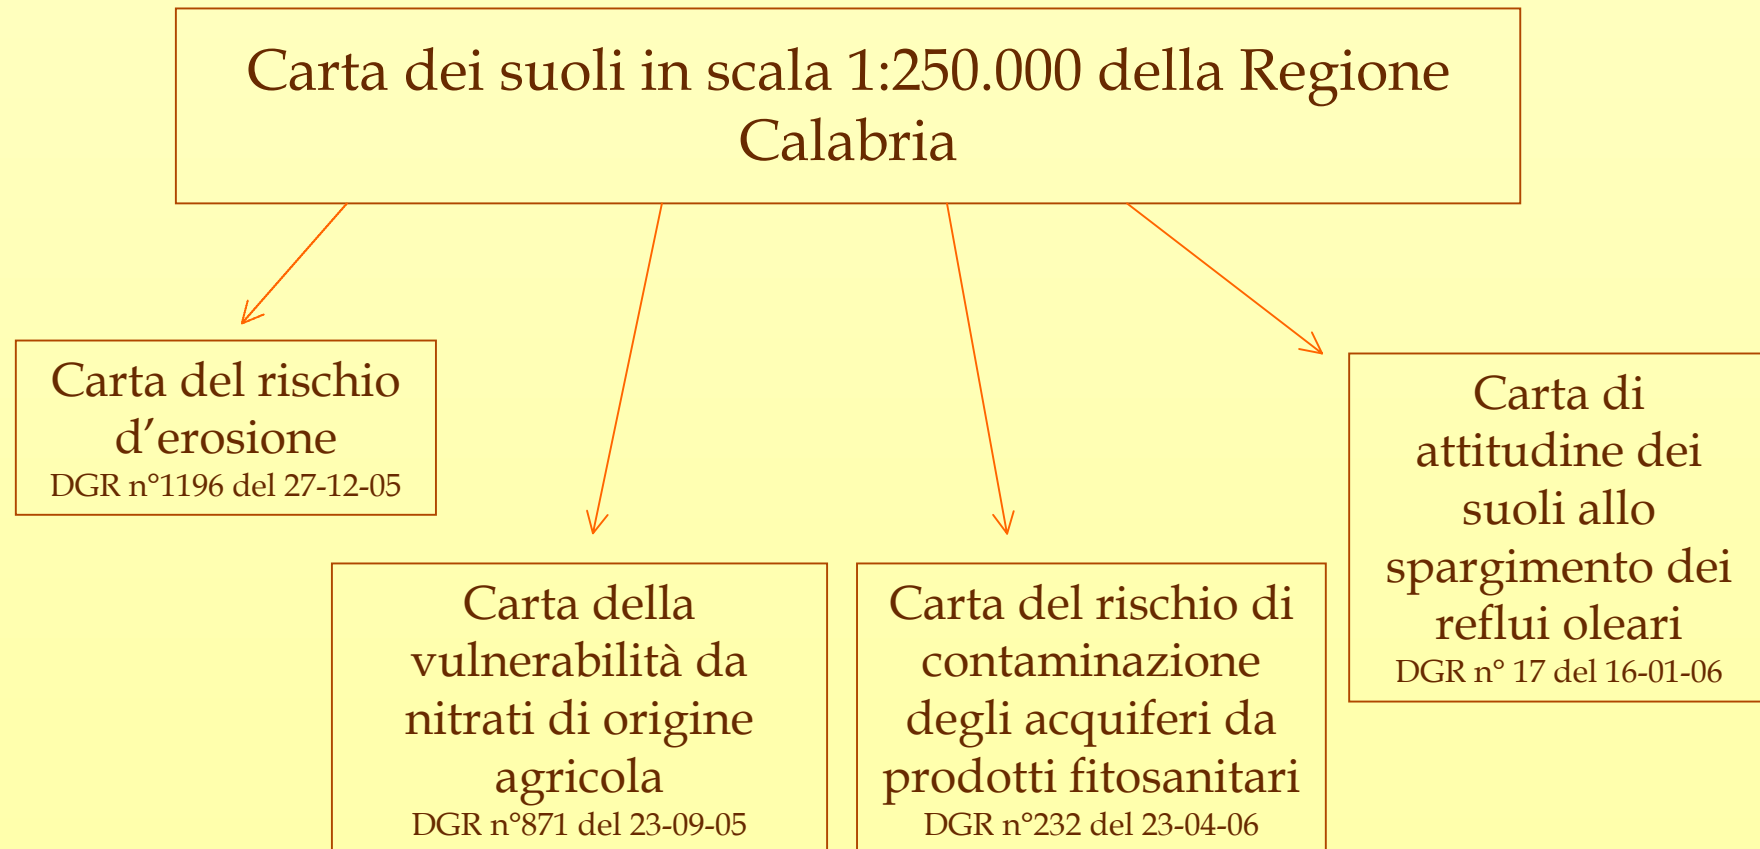 Carta dei suoli in scala 1:250.000 della Regione
Calabria
Carta del rischio
d’erosione
DGR n°1196 del 27-12-05
Carta della
vulnerabilità da
nitrati di origine
agricola
DGR n°871 del 23-09-05
Carta del rischio di
contaminazione
degli acquiferi da
prodotti fitosanitari
DGR n°232 del 23-04-06
Carta di
attitudine dei
suoli allo
spargimento dei
reflui oleari
DGR n° 17 del 16-01-06